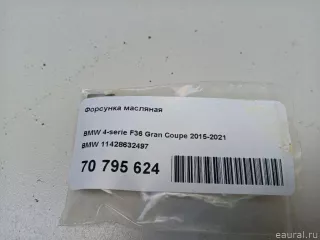 Форсунка масляная
BMW 4-serie F36 Gran Coupe 2015-2021
BMW 11428632497
70 795 624
eaural.ru©